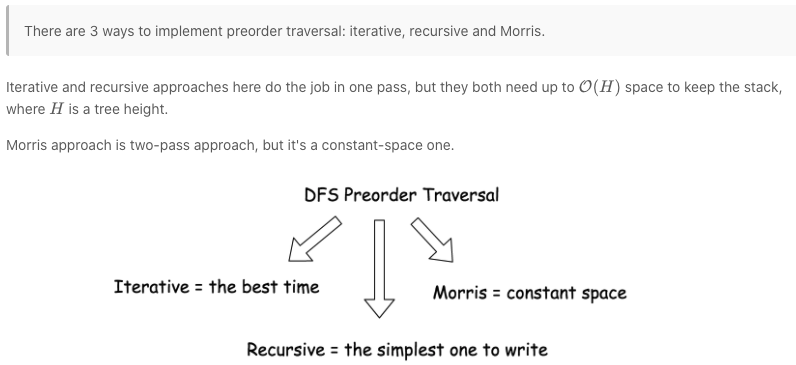 There are 3 ways to implement preorder traversal: iterative, recursive and Morris.
Iterative and recursive approaches here do the job in one pass, but they both need up to 𝒪(H) space to keep the stack,
where H is a tree height.
Morris approach is two-pass approach, but it's a constant-space one.
DFS Preorder Traversal
Iterative = the best time
Morris = constant space
Recursive = the simplest one to write